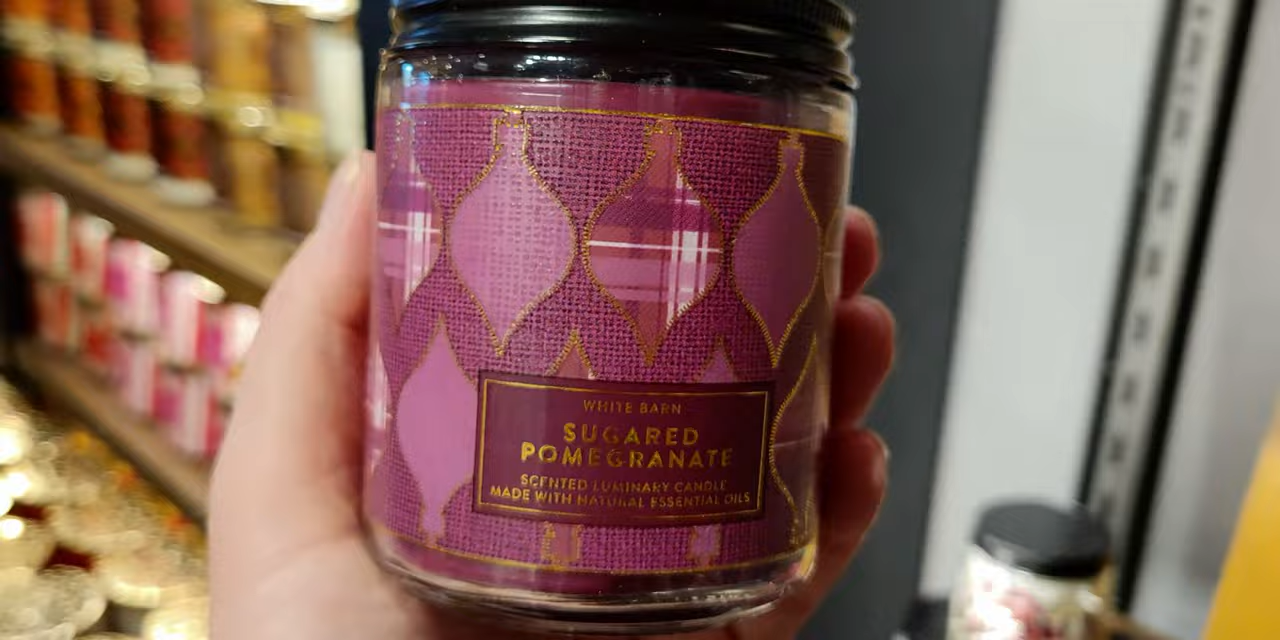 WHITE BARN
SUGARED
POMEGRANATE
SCENTED LUMINARY CANDLE
MADE WITH NATURAL ESSENTIAL OILS